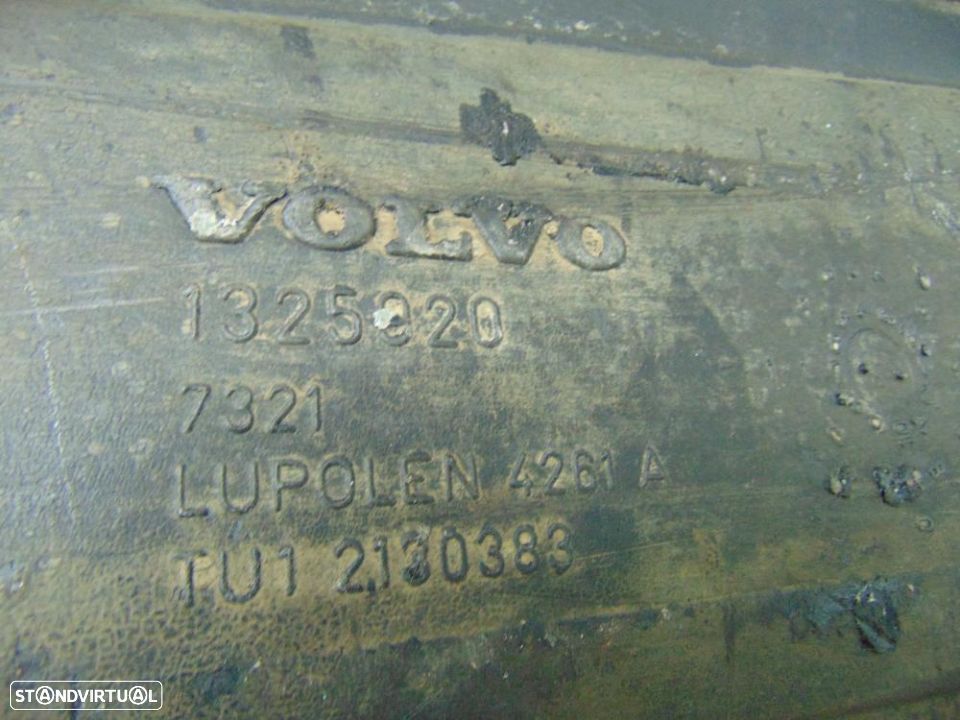 VOLVO
1325920
7321
LUPOLEN 4261 A
TU1 2130383
STANDVIRTUAL